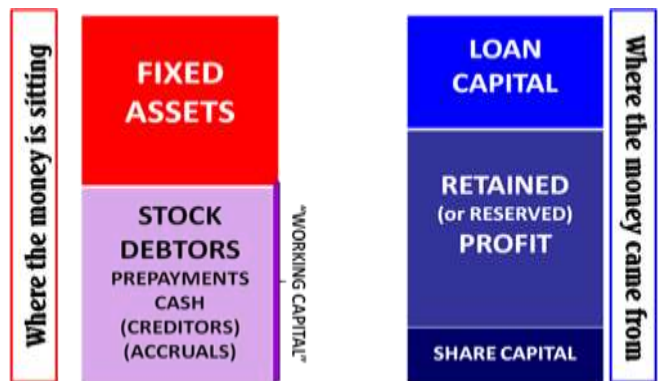 Where the money is sitting
FIXED
ASSETS
STOCK
DEBTORS
PREPAYMENTS
CASH
(CREDITORS)
(ACCRUALS)
"WORKING CAPITAL"
LOAN
CAPITAL
RETAINED
(or RESERVED)
PROFIT
SHARE CAPITAL
Where the money came from